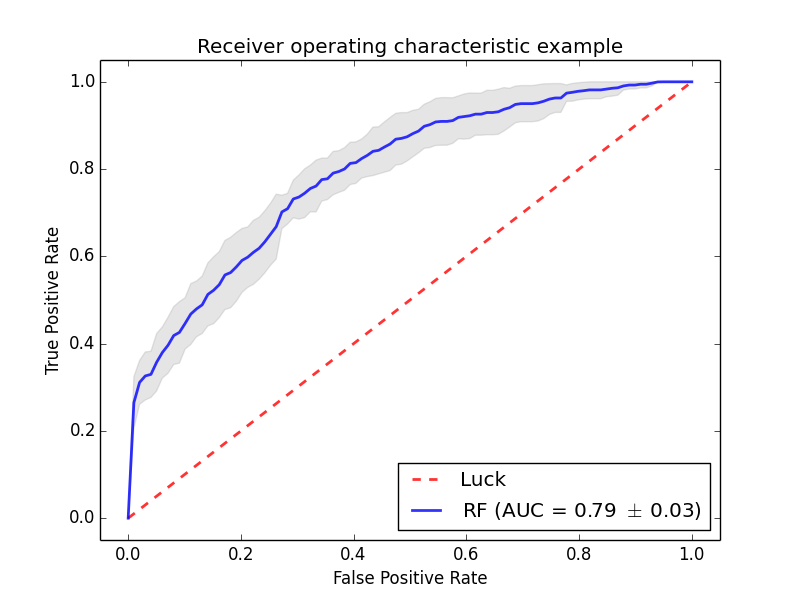 Receiver operating characteristic example
1.0
0.8
0.6
0.4
0.2
0.0
True Positive Rate
Luck
RF (AUC = 0.79 ± 0.03)
0.0 0.2 0.4 0.6 0.8 1.0
False Positive Rate